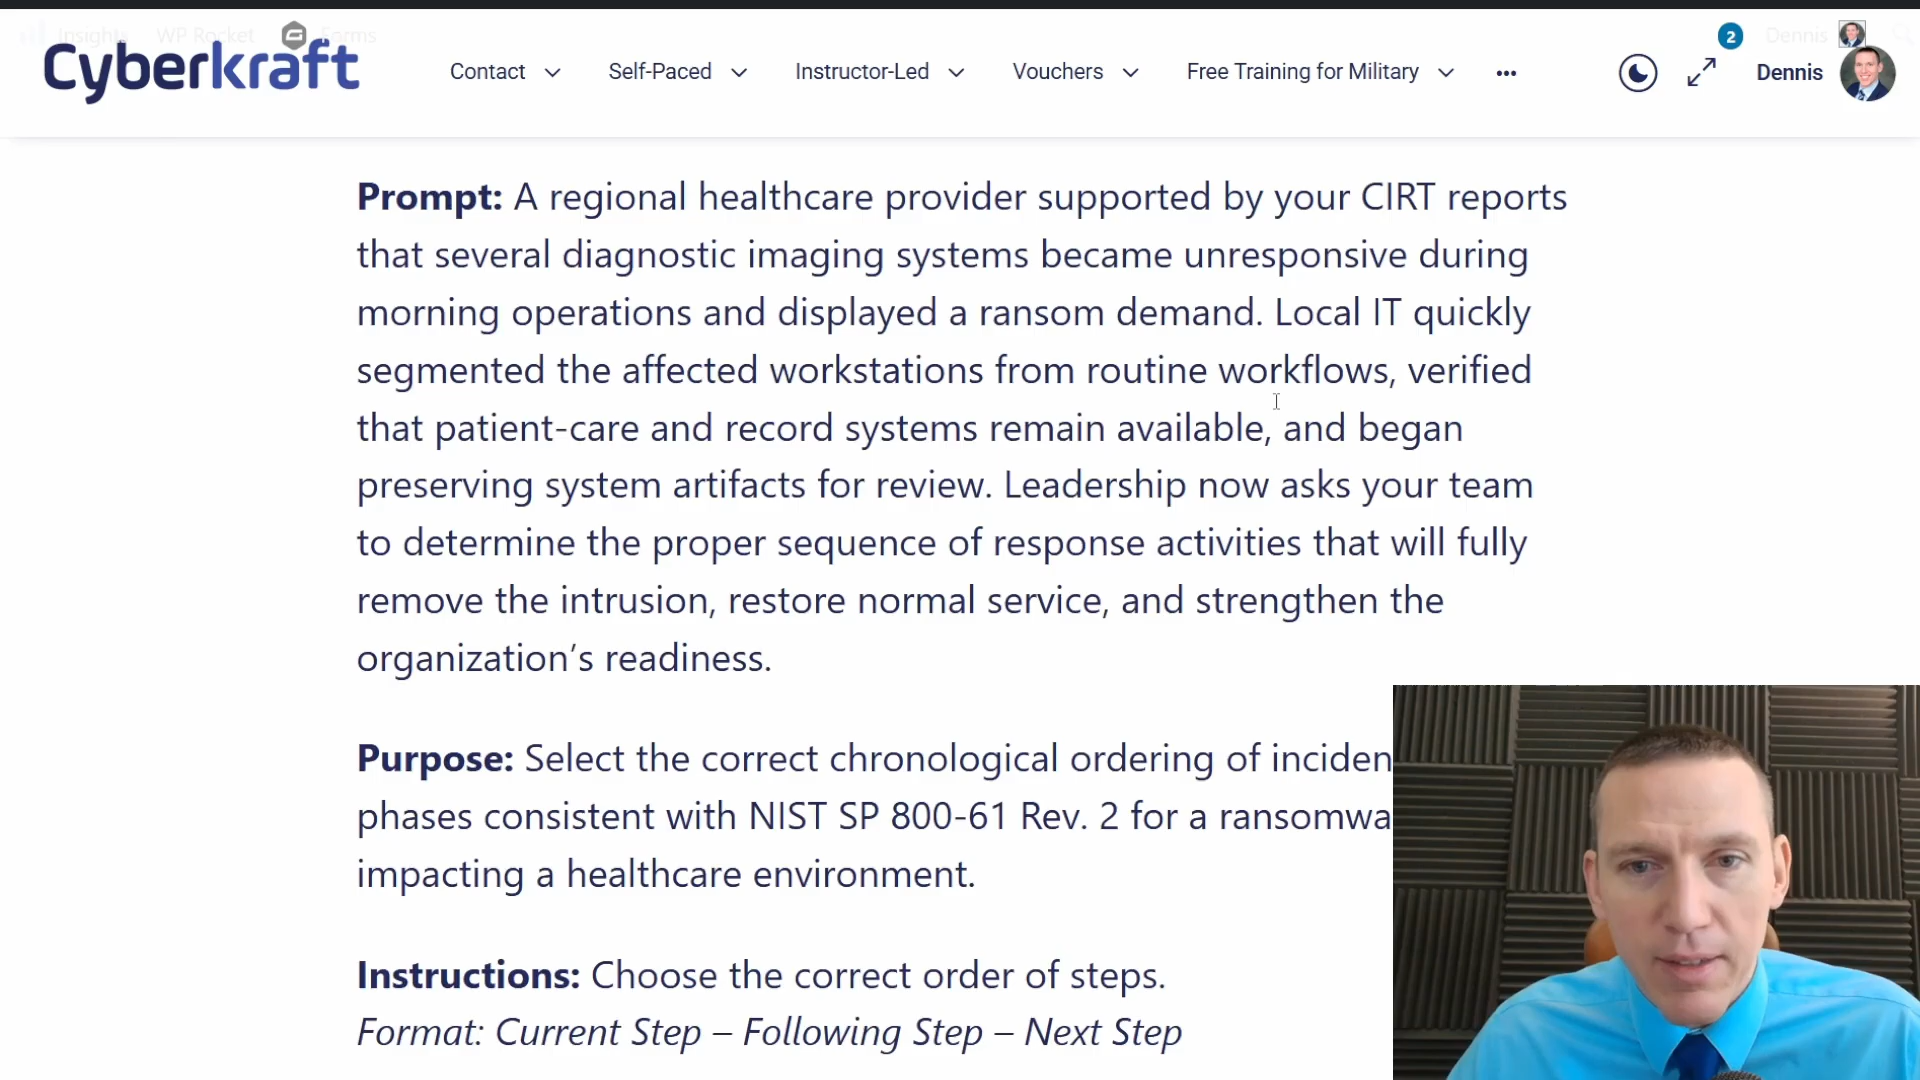 Insights WP Rocket Forms 2 Dennis
Cyberkraft Contact Self-Paced Instructor-Led Vouchers Free Training for Military ••• Dennis
Prompt: A regional healthcare provider supported by your CIRT reports
that several diagnostic imaging systems became unresponsive during
morning operations and displayed a ransom demand. Local IT quickly
segmented the affected workstations from routine workflows, verified
that patient-care and record systems remain available, and began
preserving system artifacts for review. Leadership now asks your team
to determine the proper sequence of response activities that will fully
remove the intrusion, restore normal service, and strengthen the
organization’s readiness.
Purpose: Select the correct chronological ordering of inciden
phases consistent with NIST SP 800-61 Rev. 2 for a ransomwa
impacting a healthcare environment.
Instructions: Choose the correct order of steps.
Format: Current Step – Following Step – Next Step